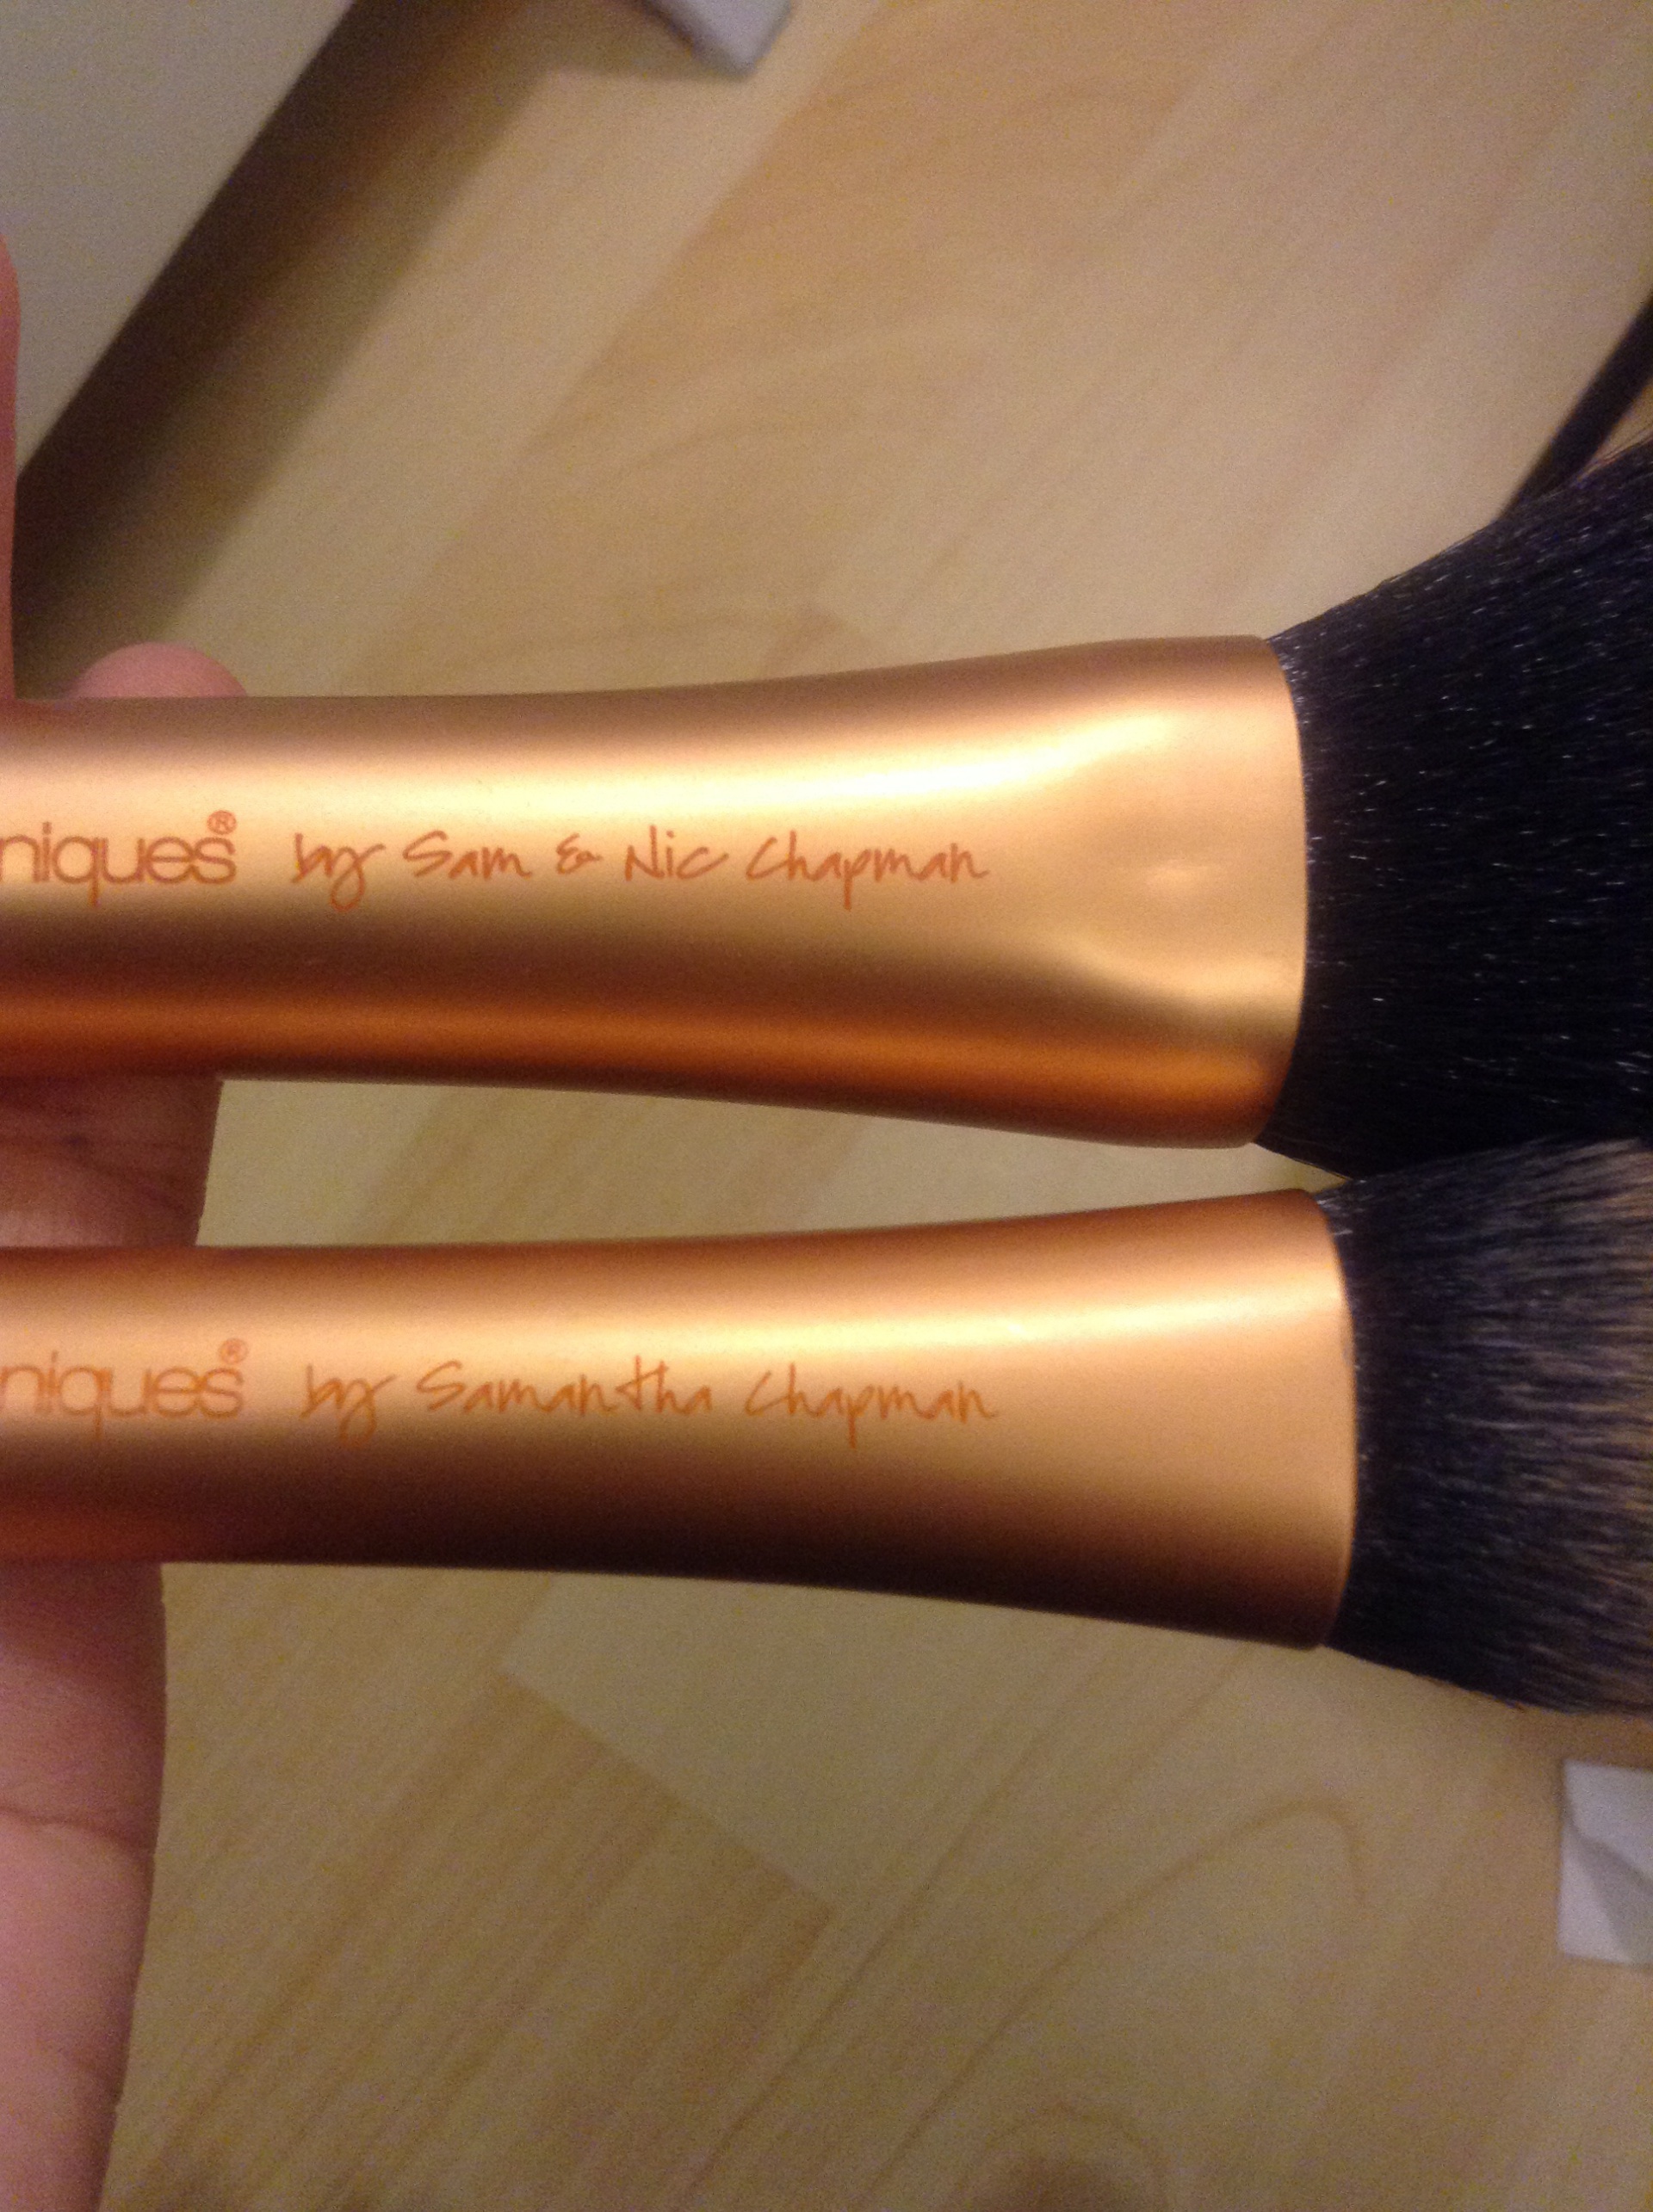 niques® by Sam & Nic Chapman
niques® by Samantha Chapman